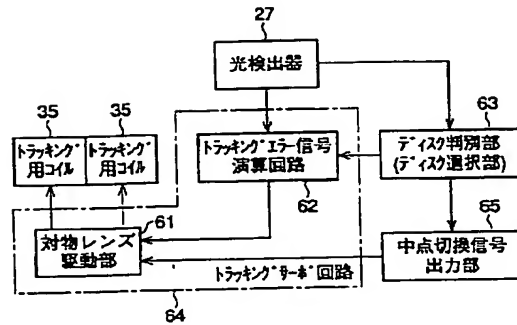 27
光検出器
35
35
63
トラッキング
用コイル
トラッキング
用コイル
トラッキングエラー信号
演算回路
ディスク判別部
(ディスク選択部)
62
61
65
対物レンズ
駆動部
中点切換信号
出力部
トラッキングサーボ回路
64